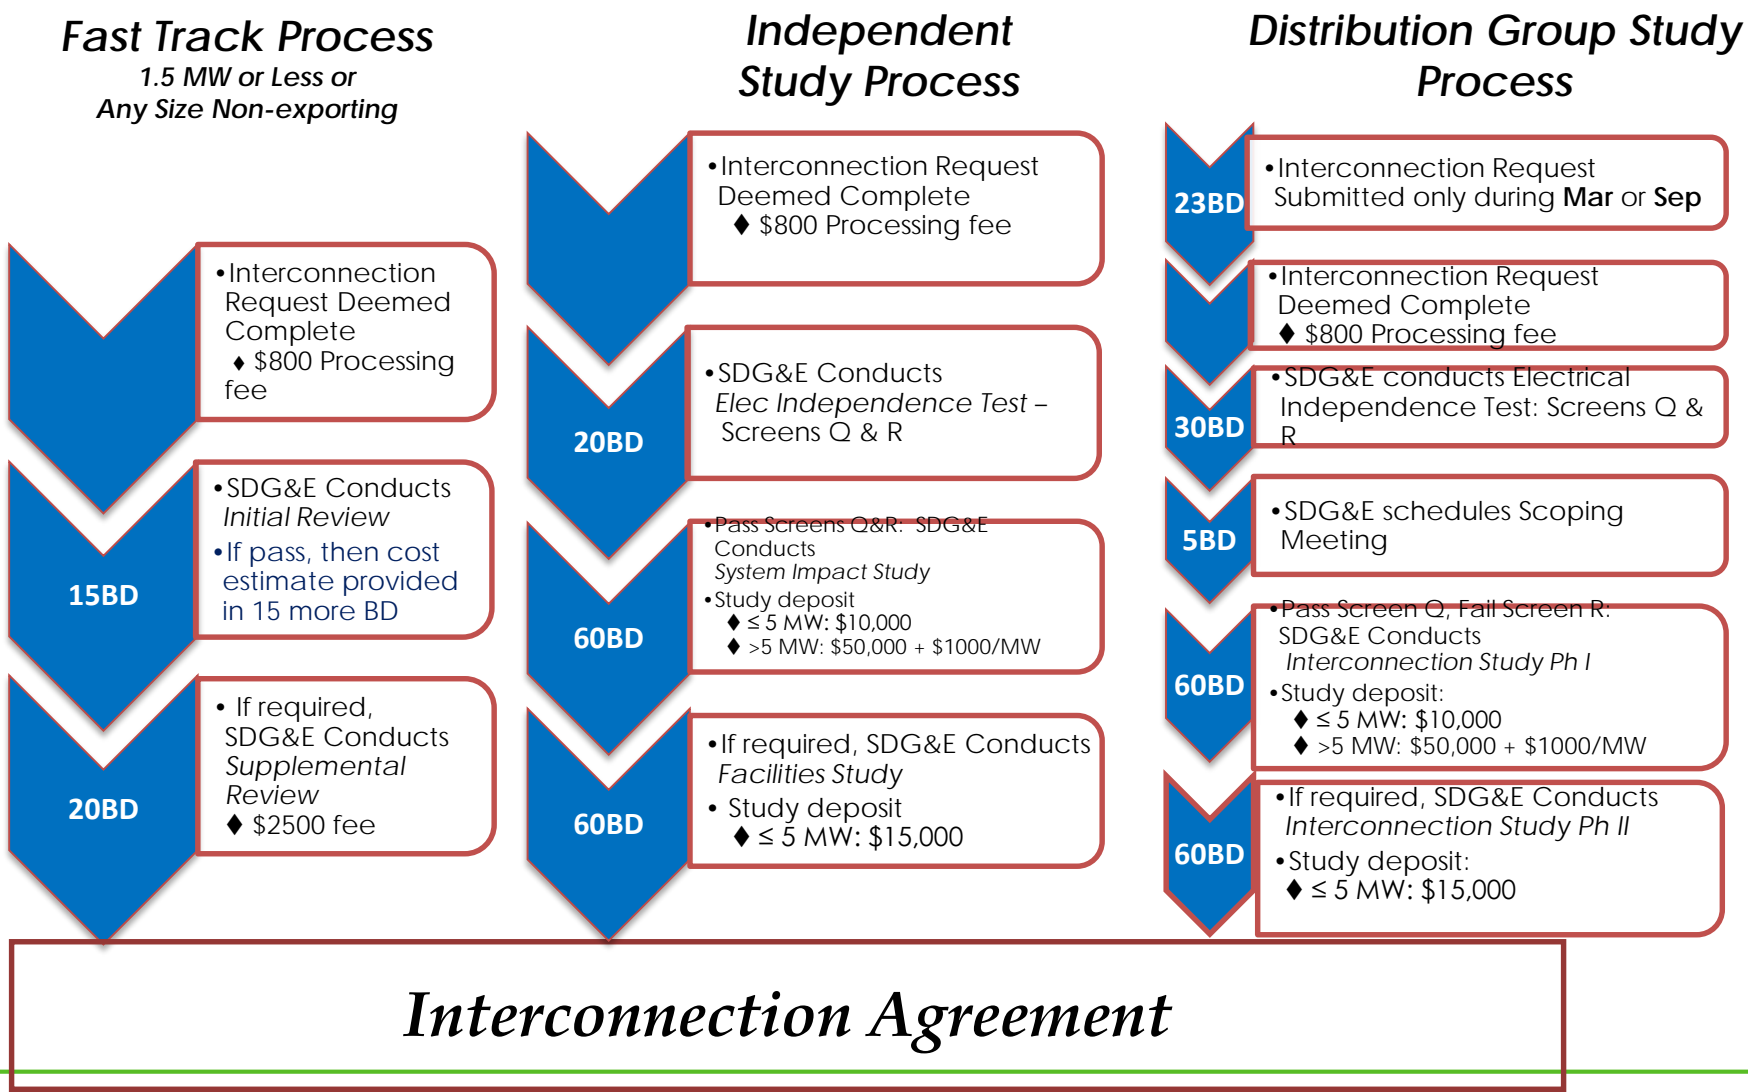 Fast Track Process
1.5 MW or Less or
Any Size Non-exporting
•Interconnection
Request Deemed
Complete
♦ $800 Processing
fee
15BD
•SDG&E Conducts
Initial Review
•If pass, then cost
estimate provided
in 15 more BD
20BD
• If required,
SDG&E Conducts
Supplemental
Review
♦ $2500 fee
Independent
Study Process
•Interconnection Request
Deemed Complete
♦ $800 Processing fee
20BD
•SDG&E Conducts
Elec Independence Test –
Screens Q & R
60BD
•Pass Screens Q&R: SDG&E
Conducts
System Impact Study
•Study deposit
♦ ≤ 5 MW: $10,000
♦ >5 MW: $50,000 + $1000/MW
60BD
•If required, SDG&E Conducts
Facilities Study
• Study deposit
♦ ≤ 5 MW: $15,000
Distribution Group Study
Process
23BD
•Interconnection Request
Submitted only during Mar or Sep
•Interconnection Request
Deemed Complete
♦ $800 Processing fee
30BD
•SDG&E conducts Electrical
Independence Test: Screens Q &
R
5BD
•SDG&E schedules Scoping
Meeting
60BD
•Pass Screen Q, Fail Screen R:
SDG&E Conducts
Interconnection Study Ph I
•Study deposit:
♦ ≤ 5 MW: $10,000
♦ >5 MW: $50,000 + $1000/MW
60BD
•If required, SDG&E Conducts
Interconnection Study Ph II
•Study deposit:
♦ ≤ 5 MW: $15,000
Interconnection Agreement